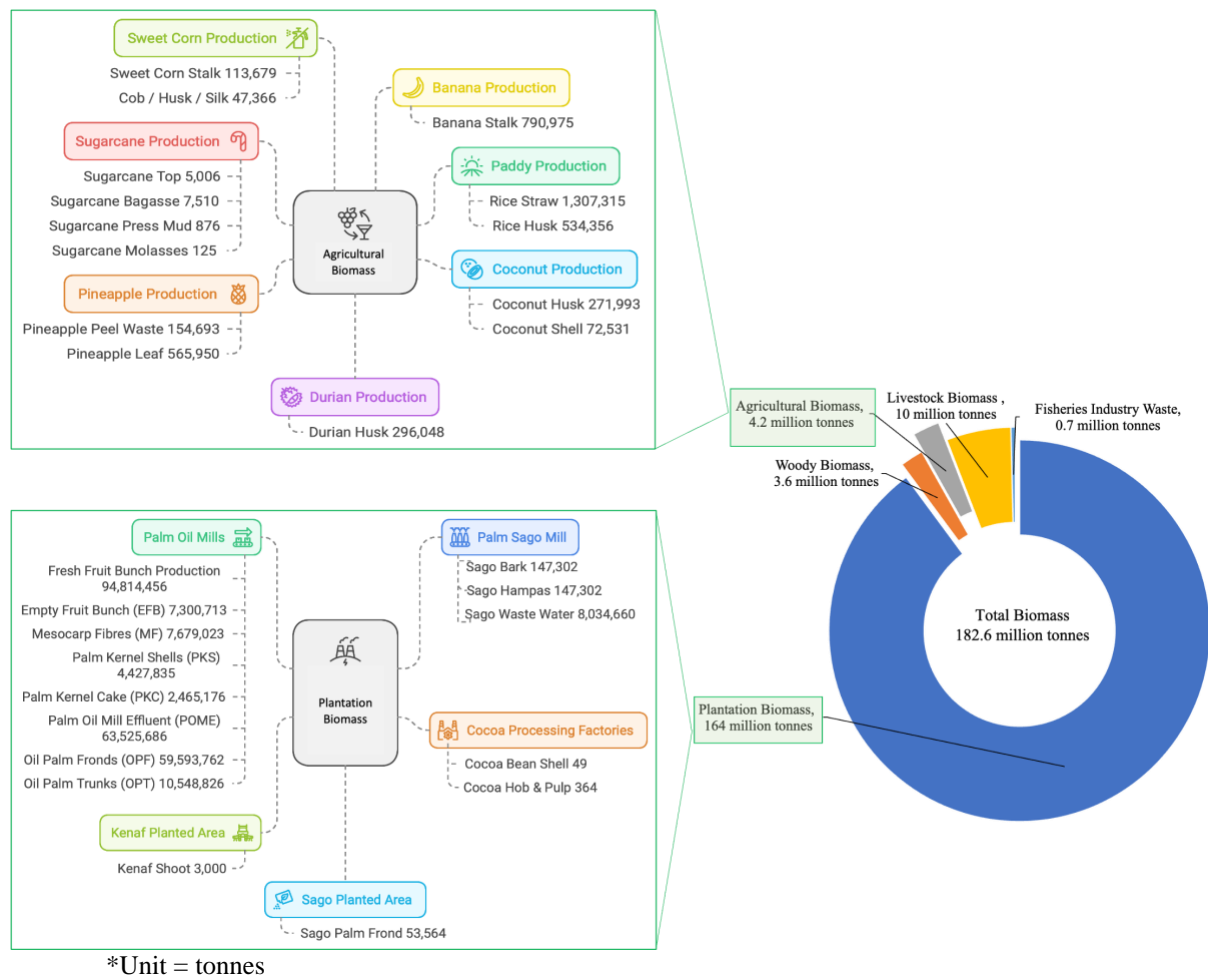 Sweet Corn Production
Sweet Corn Stalk 113,679
Cob / Husk / Silk 47,366
Banana Production
Banana Stalk 790,975
Sugarcane Production
Sugarcane Top 5,006
Sugarcane Bagasse 7,510
Sugarcane Press Mud 876
Sugarcane Molasses 125
Paddy Production
Rice Straw 1,307,315
Rice Husk 534,356
Agricultural
Biomass
Coconut Production
Coconut Husk 271,993
Coconut Shell 72,531
Pineapple Production
Pineapple Peel Waste 154,693
Pineapple Leaf 565,950
Durian Production
Durian Husk 296,048
Palm Oil Mills
Fresh Fruit Bunch Production
94,814,456
Empty Fruit Bunch (EFB) 7,300,713
Mesocarp Fibres (MF) 7,679,023
Palm Kernel Shells (PKS)
4,427,835
Palm Kernel Cake (PKC) 2,465,176
Palm Oil Mill Effluent (POME)
63,525,686
Oil Palm Fronds (OPF) 59,593,762
Oil Palm Trunks (OPT) 10,548,826
Palm Sago Mill
Sago Bark 147,302
Sago Hampas 147,302
Sago Waste Water 8,034,660
Plantation
Biomass
Cocoa Processing Factories
Cocoa Bean Shell 49
Cocoa Hob & Pulp 364
Kenaf Planted Area
Kenaf Shoot 3,000
Sago Planted Area
Sago Palm Frond 53,564
*Unit = tonnes
Agricultural Biomass,
4.2 million tonnes
Livestock Biomass ,
10 million tonnes
Fisheries Industry Waste,
0.7 million tonnes
Woody Biomass,
3.6 million tonnes
Total Biomass
182.6 million tonnes
Plantation Biomass,
164 million tonnes